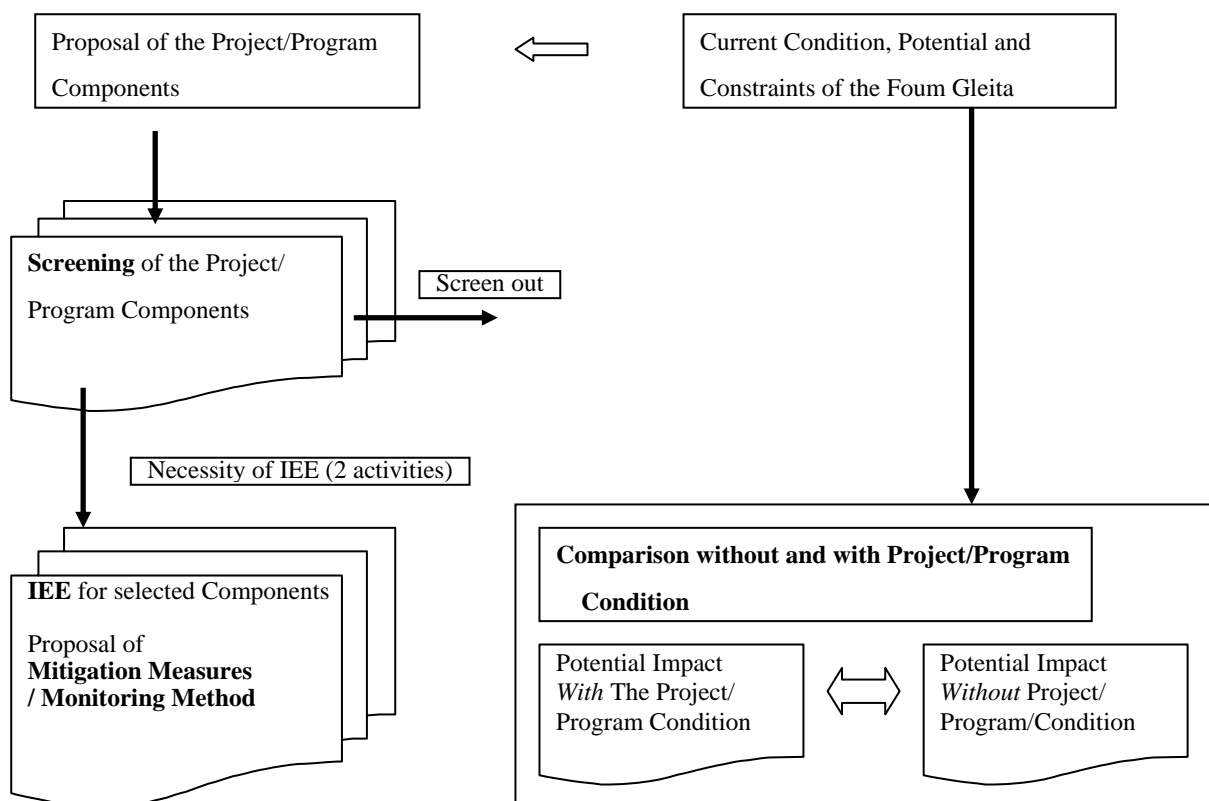 Proposal of the Project/Program
Components
Current Condition, Potential and
Constraints of the Foum Gleita
Screening of the Project/
Program Components
Screen out
Necessity of IEE (2 activities)
IEE for selected Components
Proposal of
Mitigation Measures
/ Monitoring Method
Comparison without and with Project/Program
Condition
Potential Impact
With The Project/
Program Condition
Potential Impact
Without Project/
Program/Condition